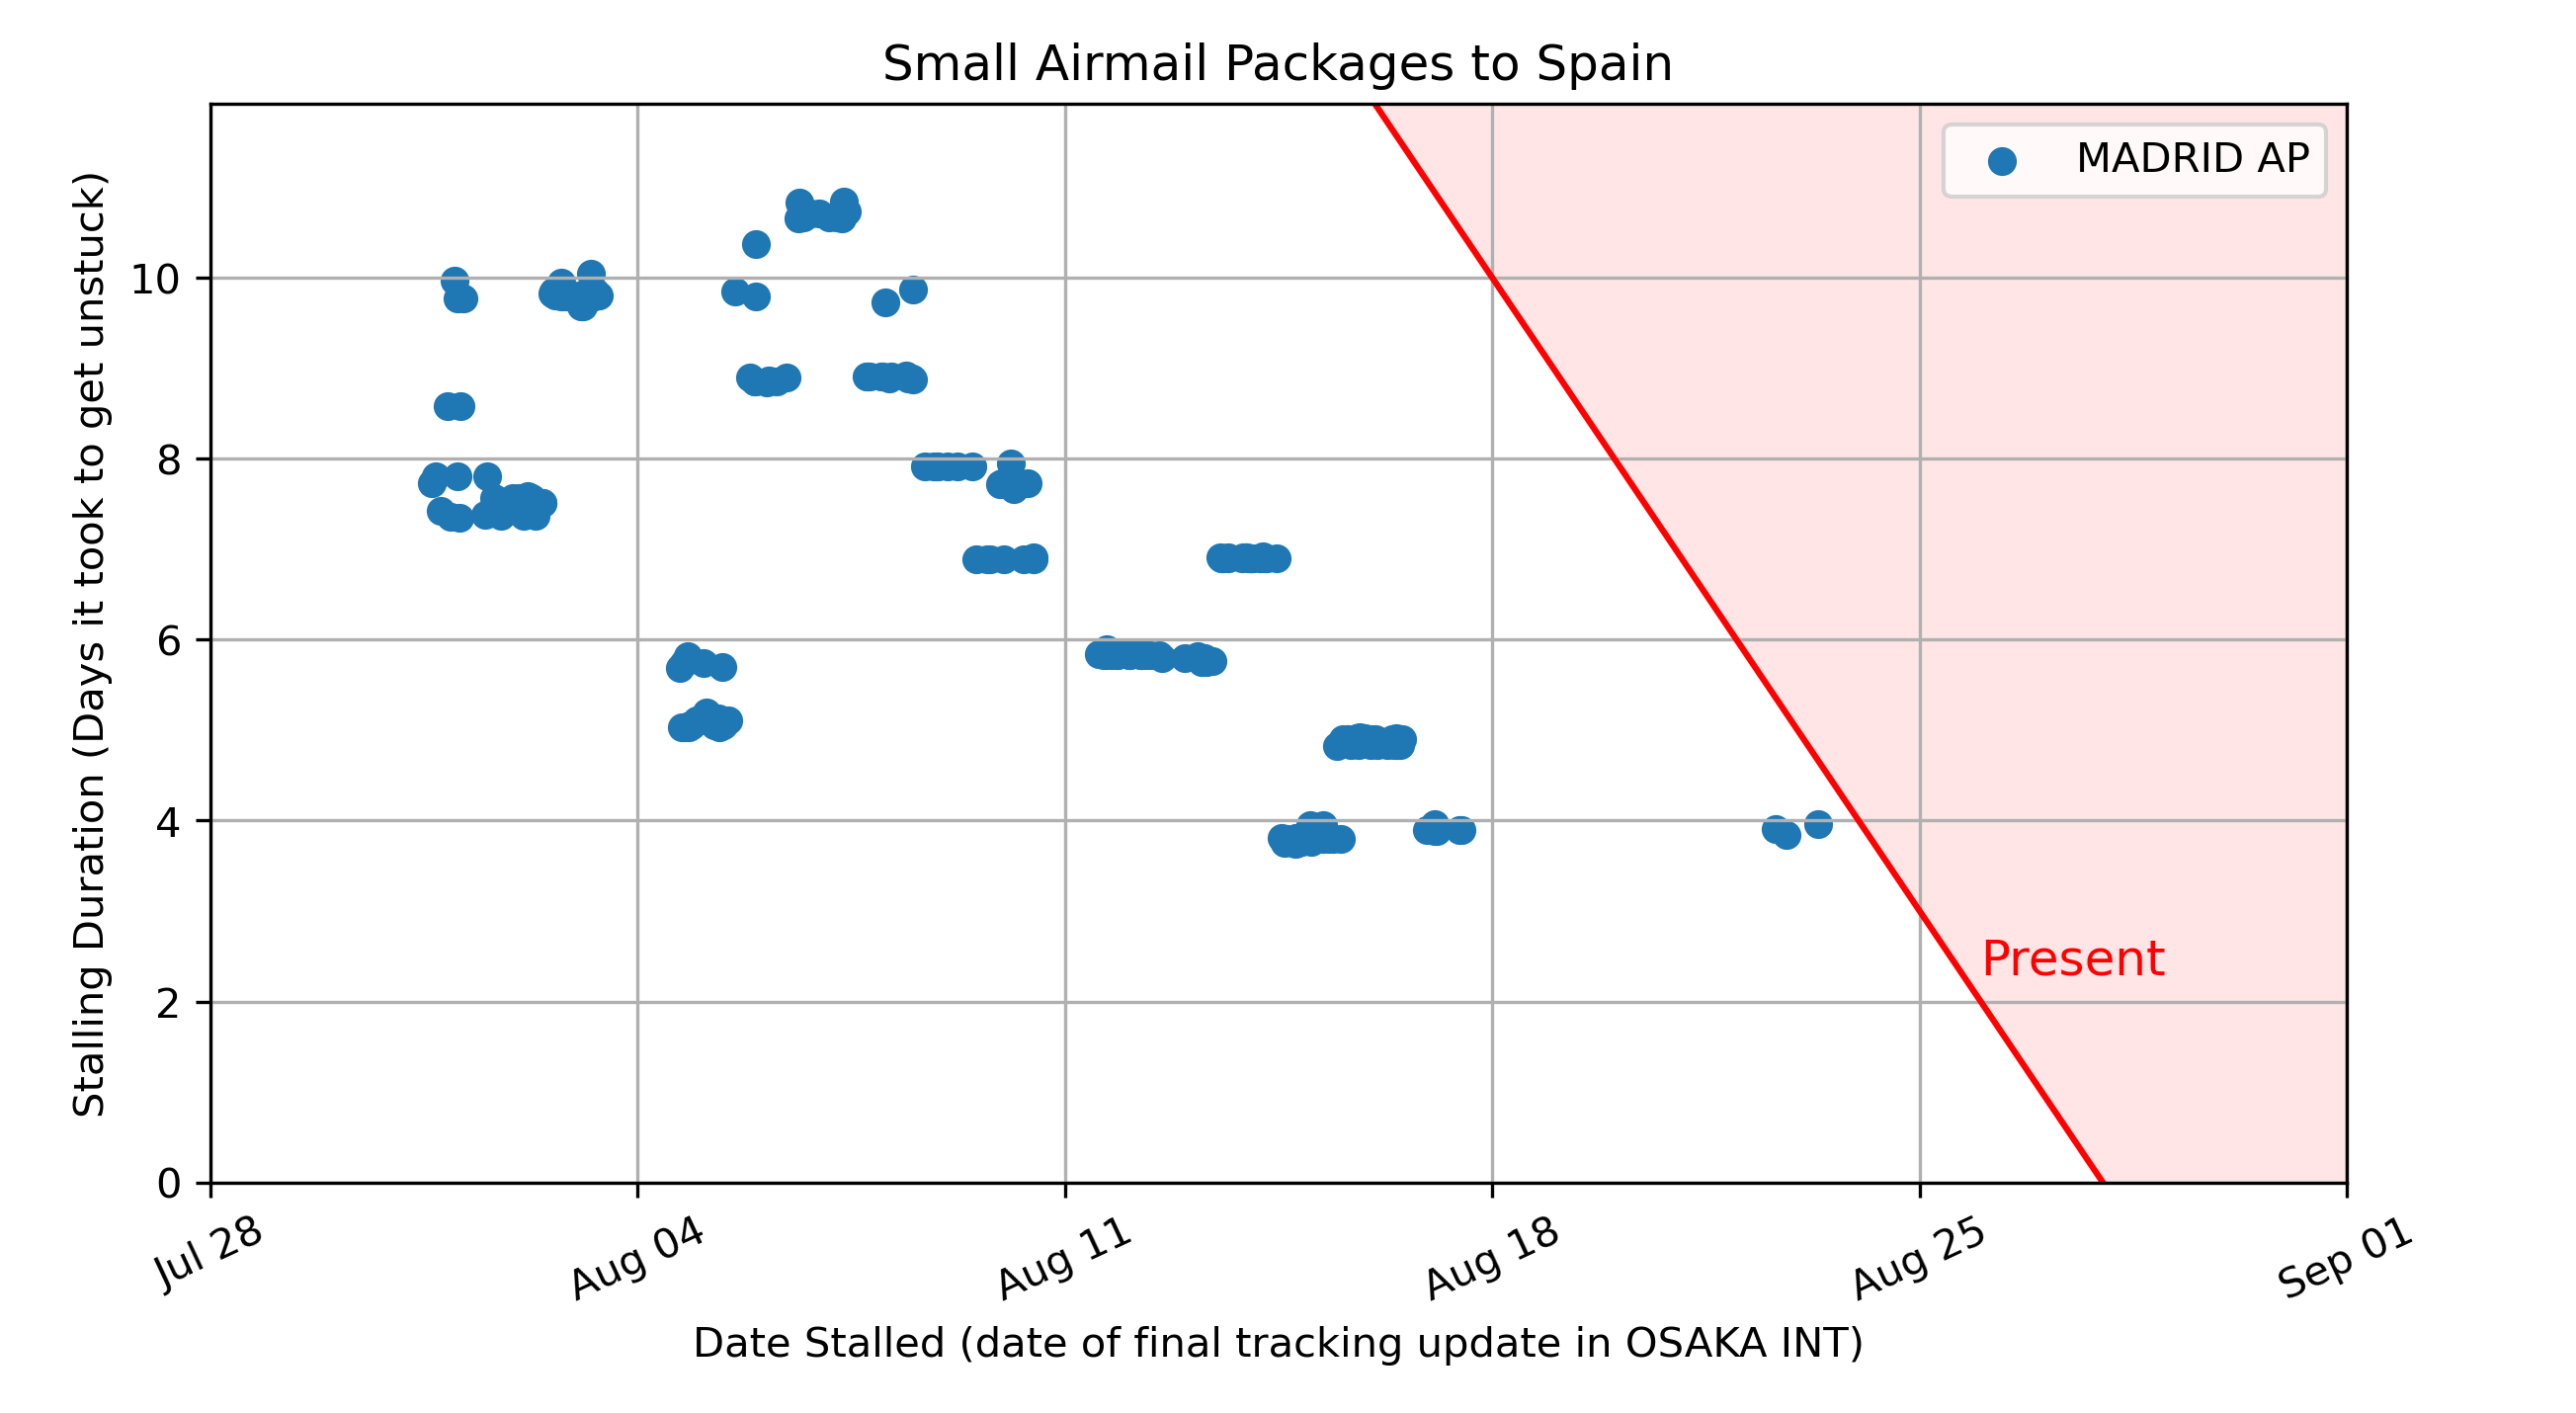 Small Airmail Packages to Spain
MADRID AP
Stalling Duration (Days it took to get unstuck)
10
8
6
4
2
0
Present
Jul 28
Aug 04
Aug 11
Aug 18
Aug 25
Sep 01
Date Stalled (date of final tracking update in OSAKA INT)